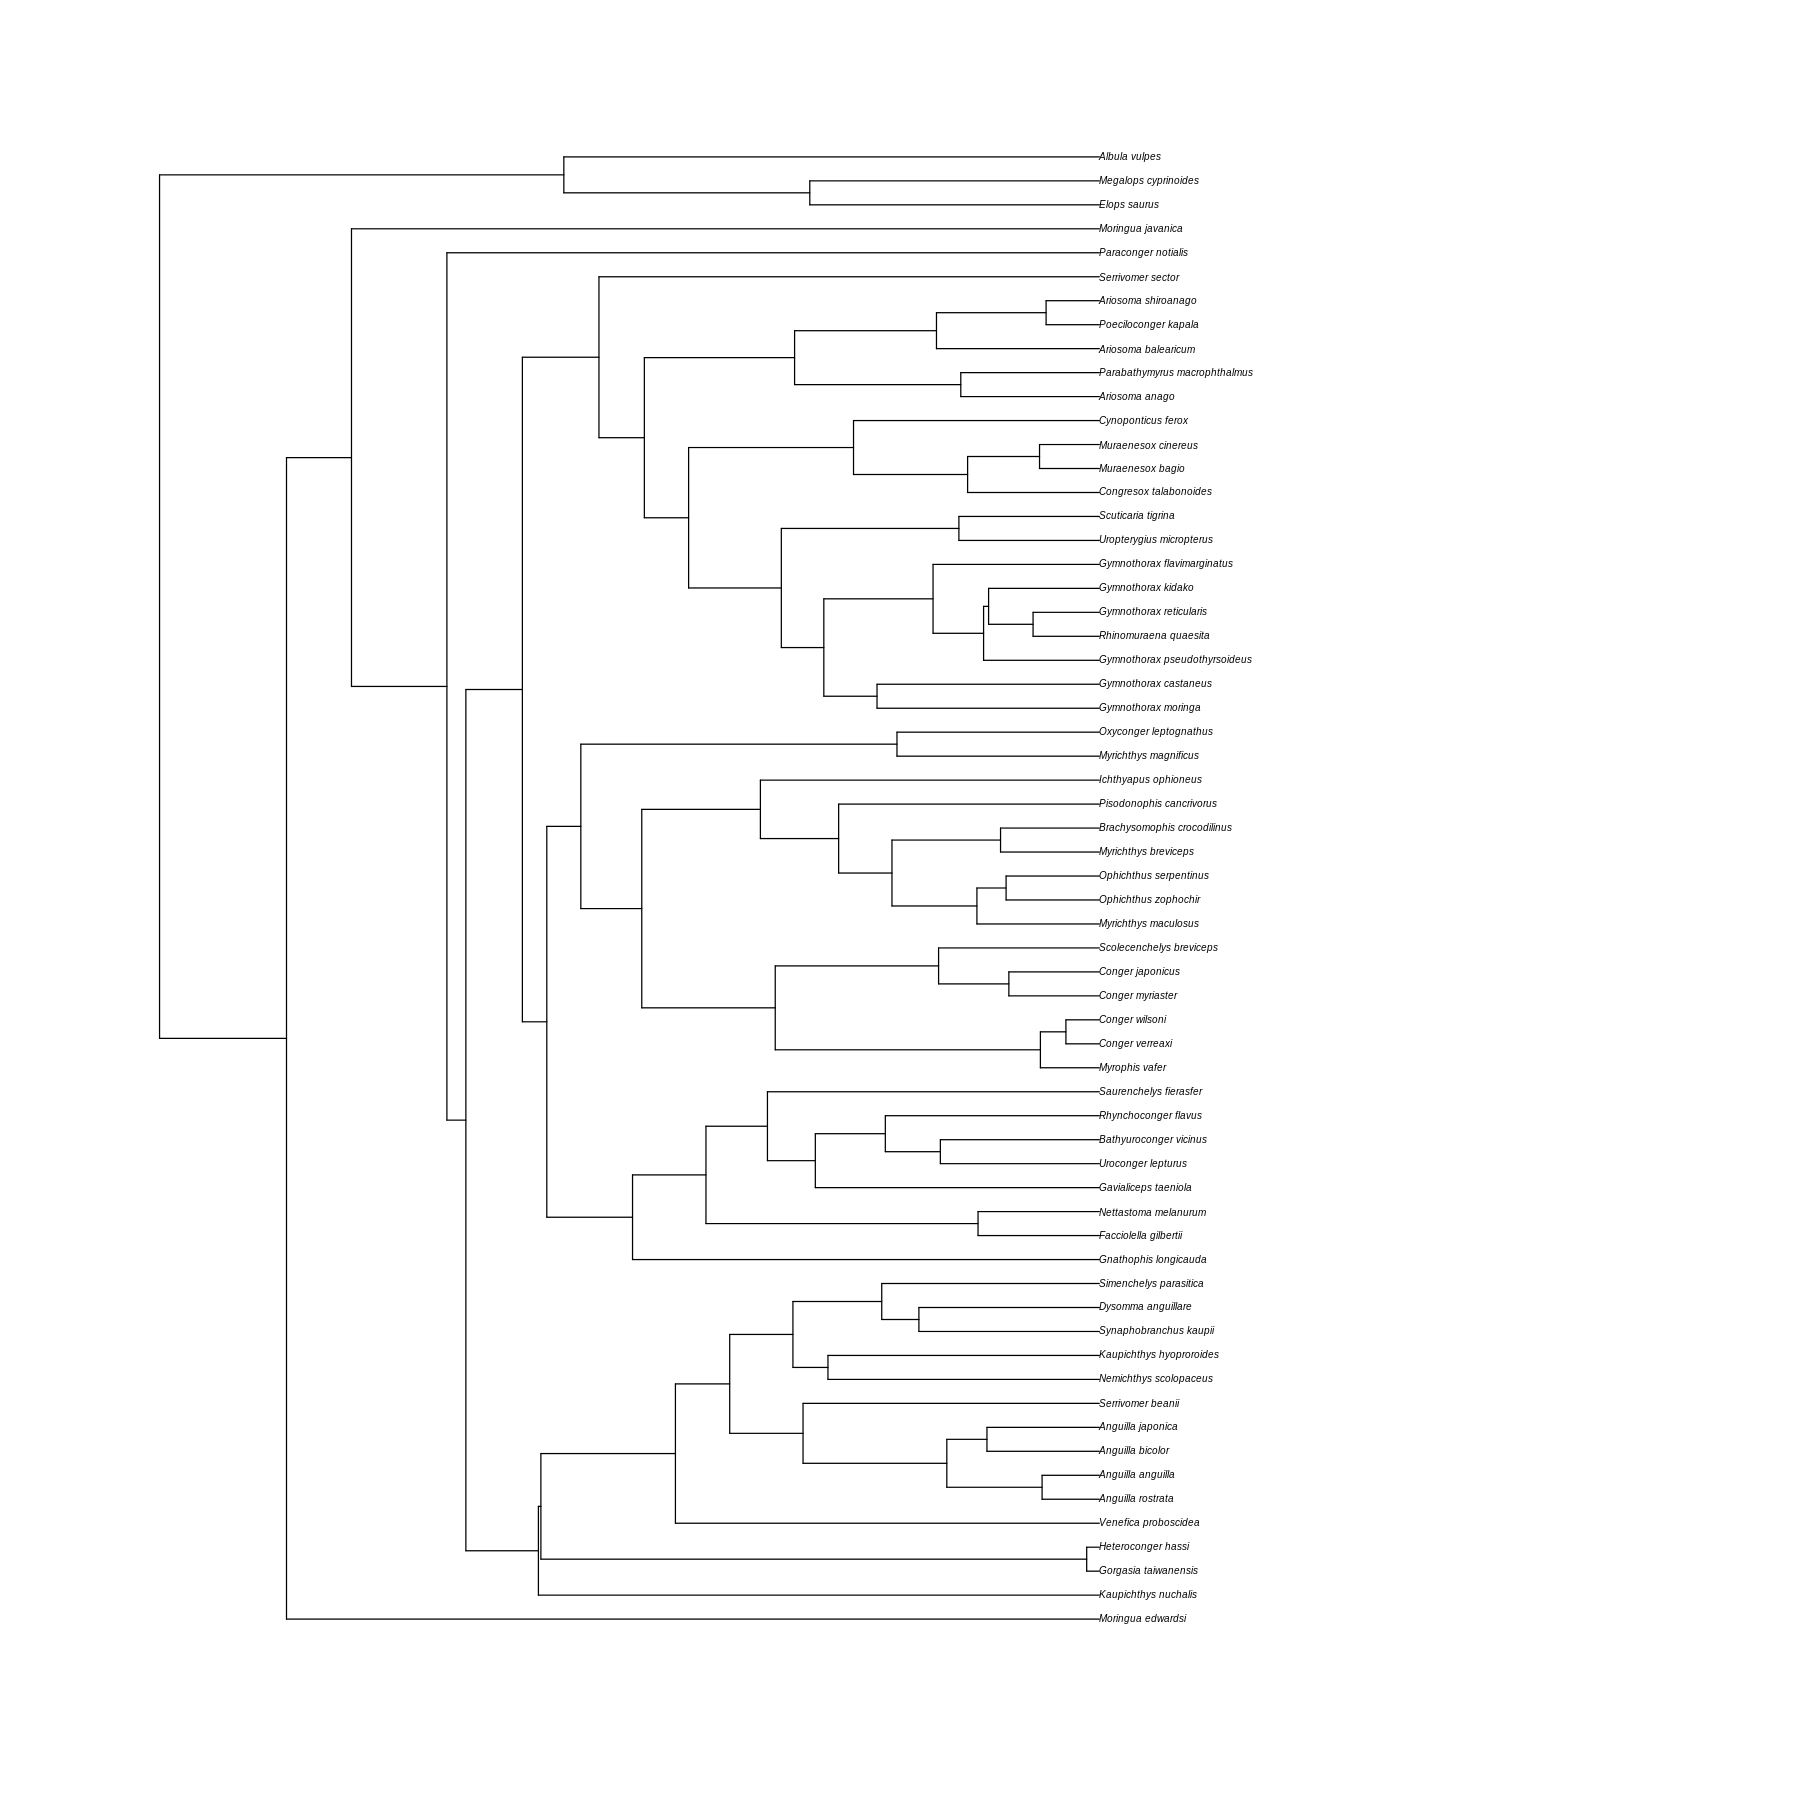 Albula vulpes
Megalops cyprinoides
Elops saurus
Moringua javanica
Paraconger notialis
Serrivomer sector
Ariosoma shiroanago
Poeciloconger kapala
Ariosoma balearicum
Parabathymyrus macrophthalmus
Ariosoma anago
Cynoponticus ferox
Muraenesox cinereus
Muraenesox bagio
Congresox talabonoides
Scuticaria tigrina
Uropterygius micropterus
Gymnothorax flavimarginatus
Gymnothorax kidako
Gymnothorax reticularis
Rhinomuraena quaesita
Gymnothorax pseudothyrsoideus
Gymnothorax castaneus
Gymnothorax moringa
Oxyconger leptognathus
Myrichthys magnificus
Ichthyapus ophioneus
Pisodonophis cancrivorus
Brachysomophis crocodilinus
Myrichthys breviceps
Ophichthus serpentinus
Ophichthus zophochir
Myrichthys maculosus
Scolecenchelys breviceps
Conger japonicus
Conger myriaster
Conger wilsoni
Conger verreaxi
Myrophis vafer
Saurenchelys fierasfer
Rhynchoconger flavus
Bathyuroconger vicinus
Uroconger lepturus
Gavialiceps taeniola
Nettastoma melanurum
Facciolella gilbertii
Gnathophis longicauda
Simenchelys parasitica
Dysomma anguillare
Synaphobranchus kaupii
Kaupichthys hyoproroides
Nemichthys scolopaceus
Serrivomer beanii
Anguilla japonica
Anguilla bicolor
Anguilla anguilla
Anguilla rostrata
Venefica proboscidea
Heteroconger hassi
Gorgasia taiwanensis
Kaupichthys nuchalis
Moringua edwardsi